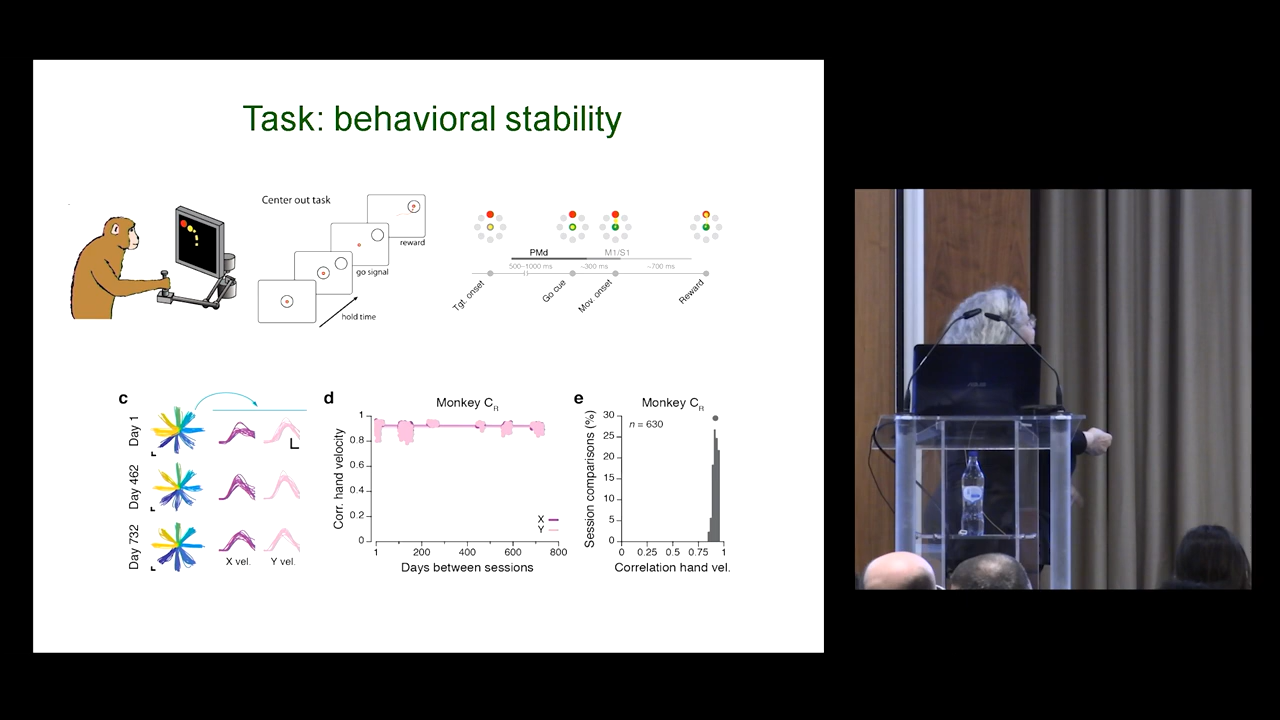 Task: behavioral stability
Center out task
reward
go signal
hold time
PMd
M1/S1
500-1000 ms
~300 ms
~700 ms
Tgt. onset
Go cue
Mov. onset
Reward
c
Day 1
Day 462
Day 732
X vel.
Y vel.
d
Monkey CR
Corr. hand velocity
1
0.8
0.6
0.4
0.2
0
X
Y
1
200
400
600
800
Days between sessions
e
Monkey CR
n = 630
Session comparisons (%)
30
25
20
15
10
5
0
0
0.25
0.5
0.75
1
Correlation hand vel.
ASUS